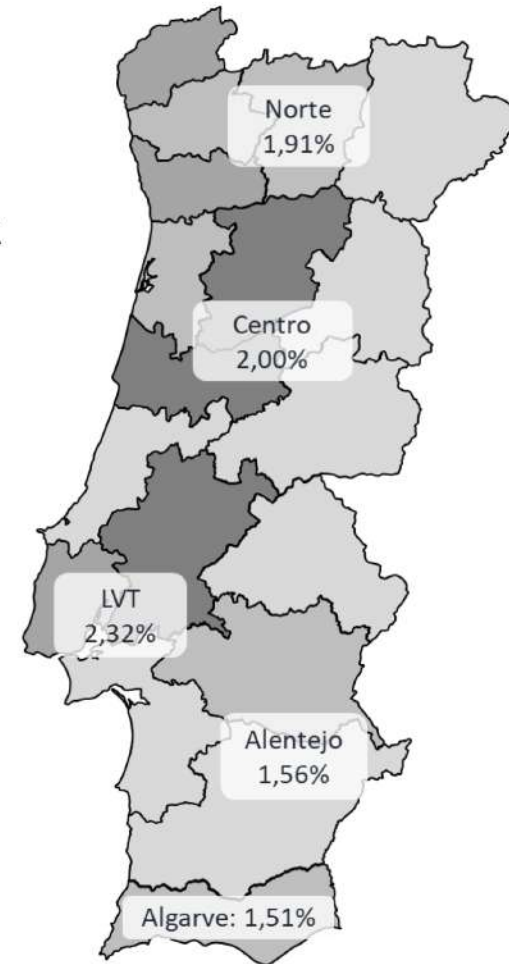 Norte
1,91%
Centro
2,00%
LVT
2,32%
Alentejo
1,56%
Algarve: 1,51%